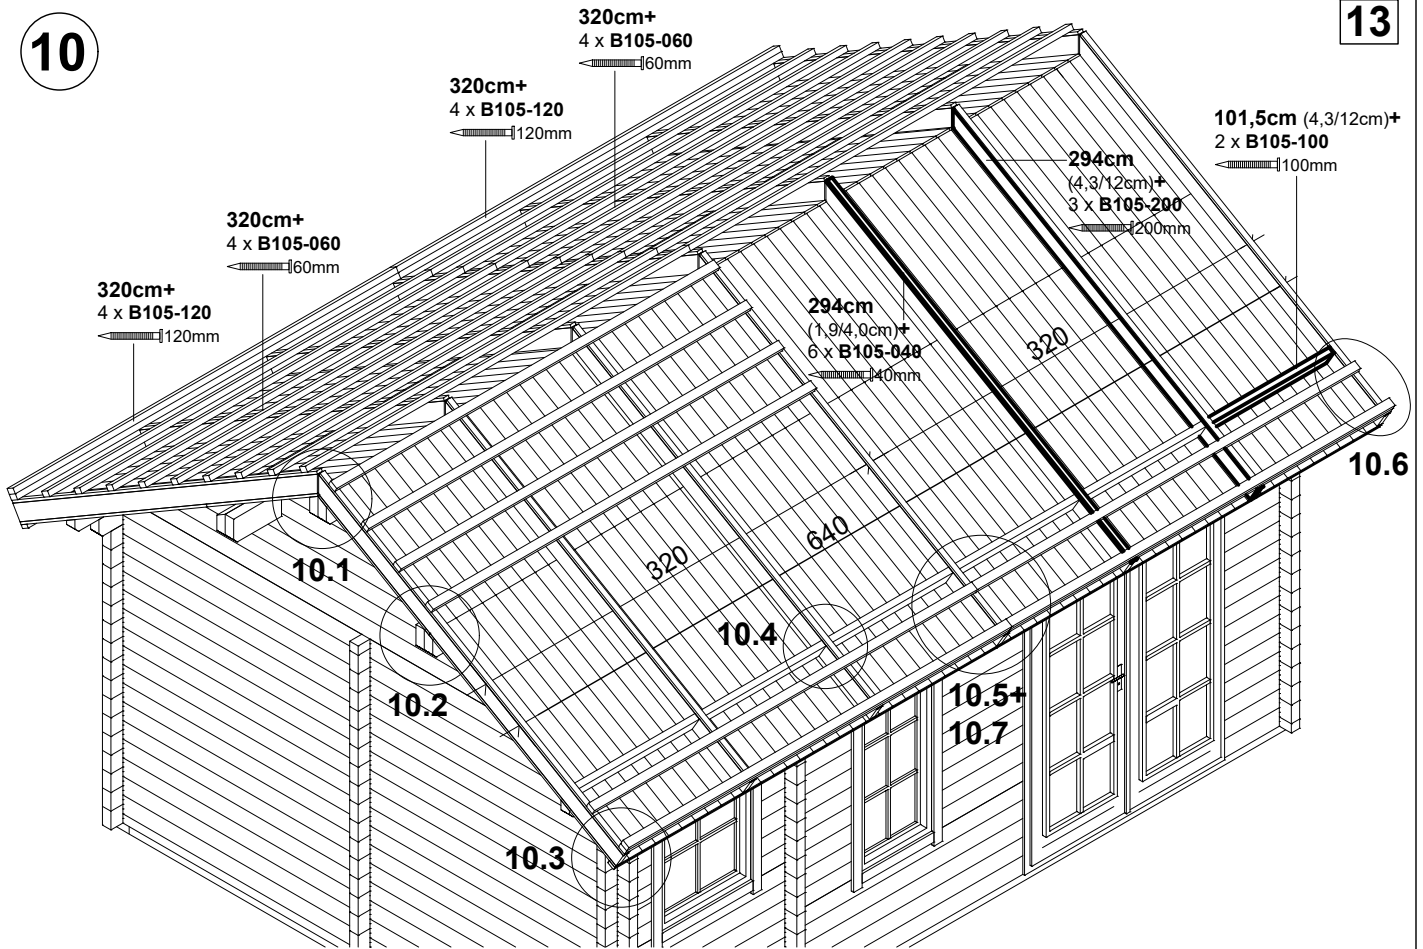 10
13
320cm+
4 x B105-060
60mm
320cm+
4 x B105-120
120mm
101,5cm (4,3/12cm)+
2 x B105-100
100mm
294cm
(4,3/12cm)+
3 x B105-200
200mm
320cm+
4 x B105-060
60mm
320cm+
4 x B105-120
120mm
294cm
(1,9/4,0cm)+
6 x B105-040
40mm
320
640
320
10.1
10.2
10.3
10.4
10.5+
10.7
10.6